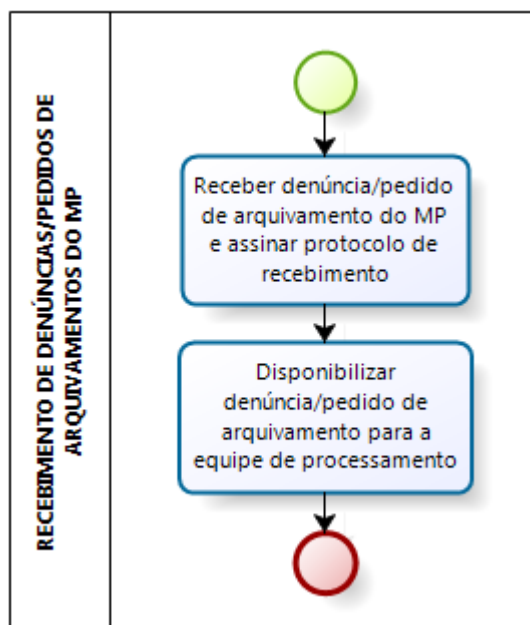 RECEBIMENTO DE DENÚNCIAS/PEDIDOS DE
ARQUIVAMENTOS DO MP
Receber denúncia/pedido
de arquivamento do MP
e assinar protocolo de
recebimento
Disponibilizar
denúncia/pedido de
arquivamento para a
equipe de processamento